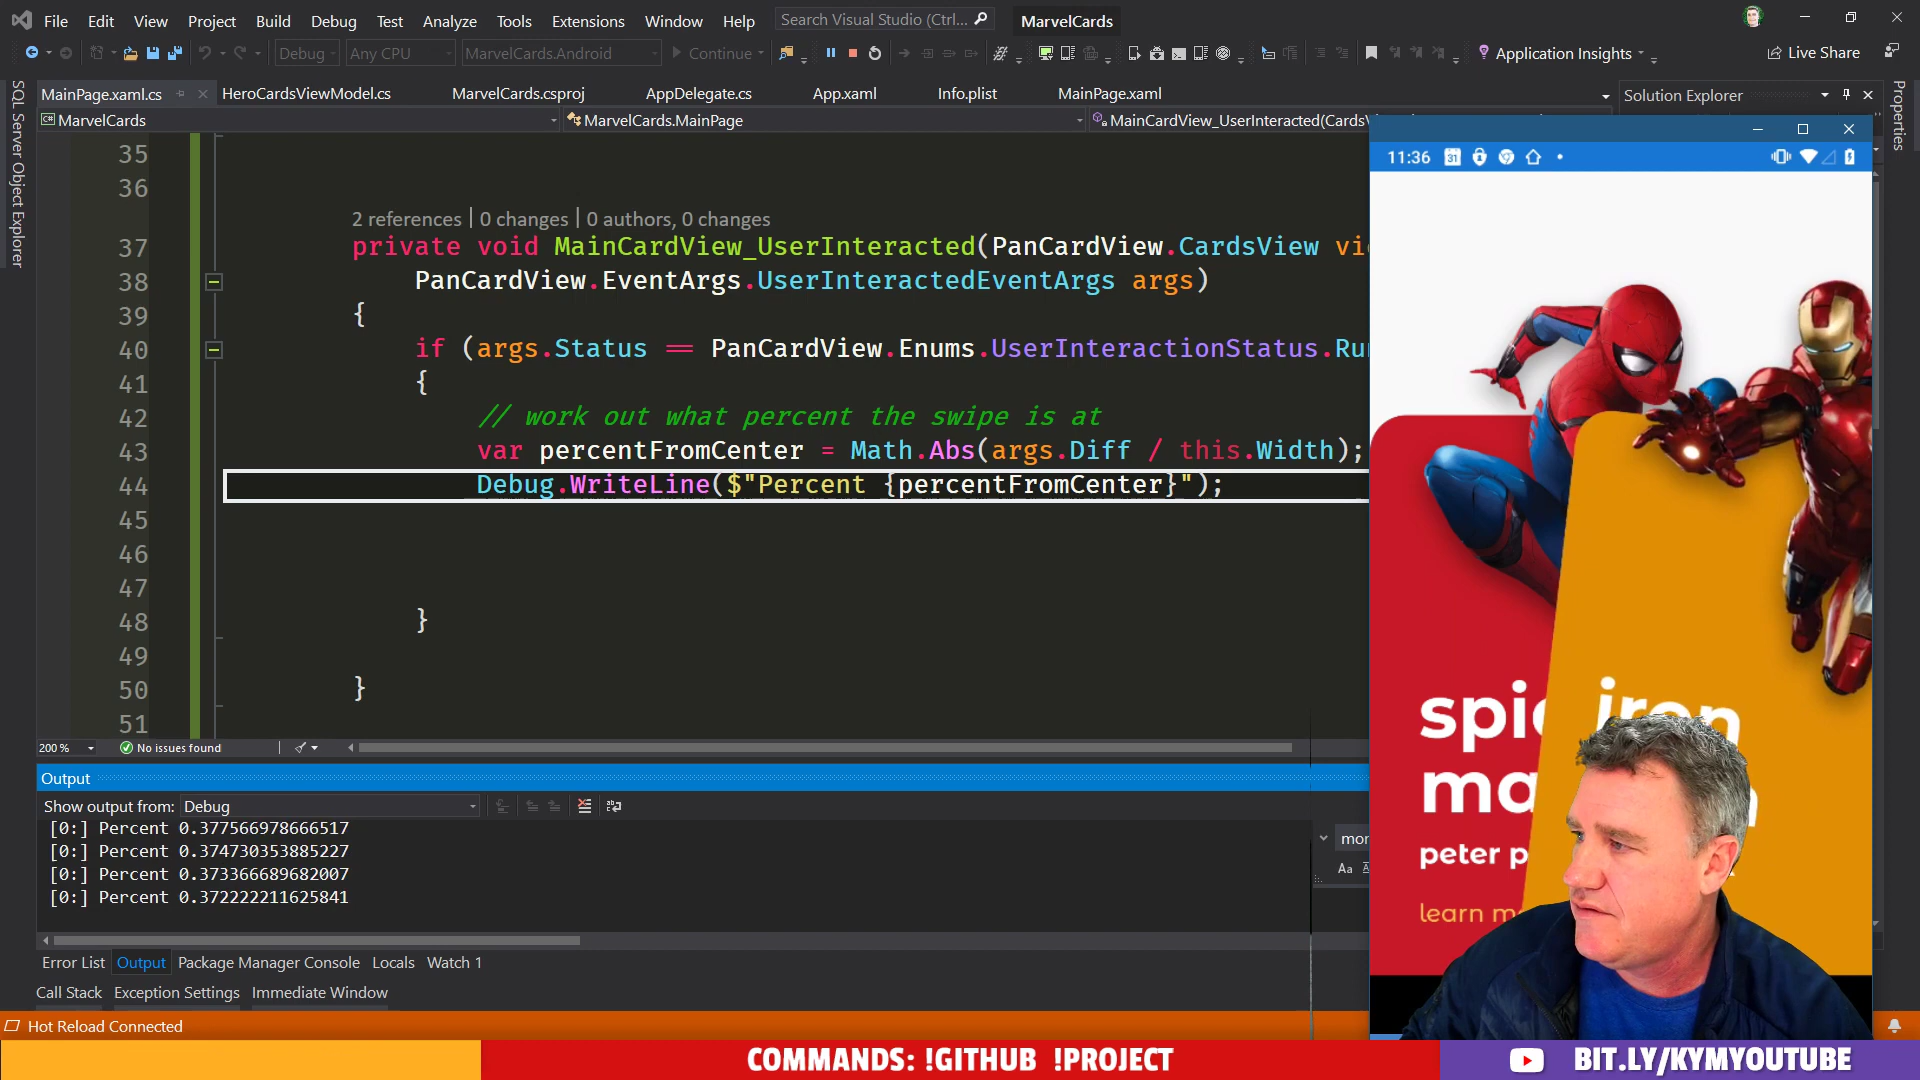 File Edit View Project Build Debug Test Analyze Tools Extensions Window Help Search Visual Studio (Ctrl... MarvelCards
Debug Any CPU MarvelCards.Android Continue Application Insights Live Share
SQL Server Object Explorer
MainPage.xaml.cs HeroCardsViewModel.cs MarvelCards.csproj AppDelegate.cs App.xaml Info.plist MainPage.xaml
Solution Explorer
Properties
MarvelCards MarvelCards.MainPage MainCardView_UserInteracted(CardsV
35
36
2 references | 0 changes | 0 authors, 0 changes
37 private void MainCardView_UserInteracted(PanCardView.CardsView vi
38 PanCardView.EventArgs.UserInteractedEventArgs args)
39 {
40 if (args.Status == PanCardView.Enums.UserInteractionStatus.Ru
41 {
42 // work out what percent the swipe is at
43 var percentFromCenter = Math.Abs(args.Diff / this.Width);
44 Debug.WriteLine($"Percent {percentFromCenter}");
45
46
47
48 }
49
50 }
51
200 % No issues found
Output
Show output from: Debug
[0:] Percent 0.377566978666517
[0:] Percent 0.374730353885227
[0:] Percent 0.373366689682007
[0:] Percent 0.372222211625841
mor
Aa
Error List Output Package Manager Console Locals Watch 1
Call Stack Exception Settings Immediate Window
Hot Reload Connected
11:36 31
spid iron
ma
peter p
learn m
COMMANDS: !GITHUB !PROJECT
BIT.LY/KYMYOUTUBE